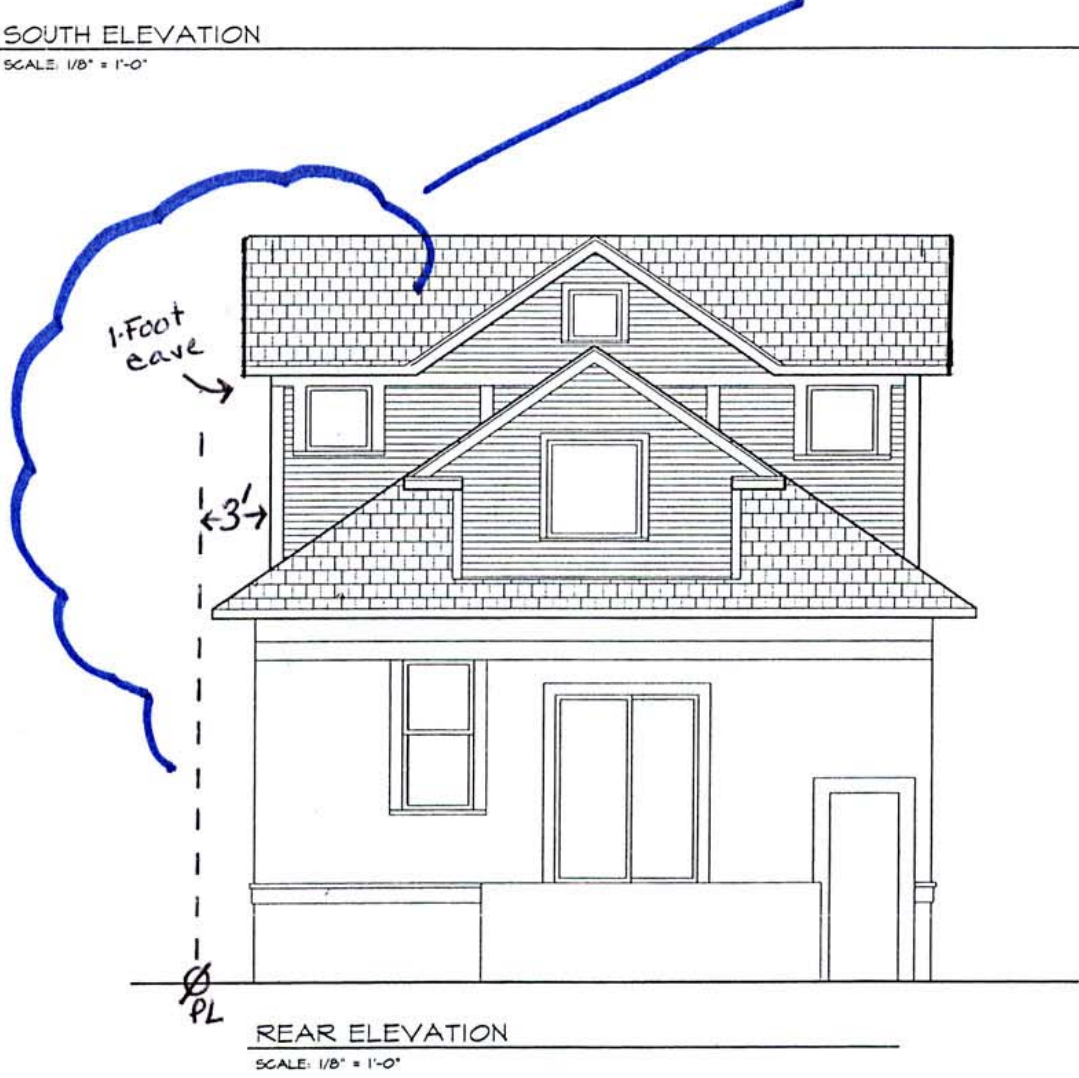 SOUTH ELEVATION
SCALE: 1/8" = 1'-0"
1-Foot
eave
3'
PL
REAR ELEVATION
SCALE: 1/8" = 1'-0"